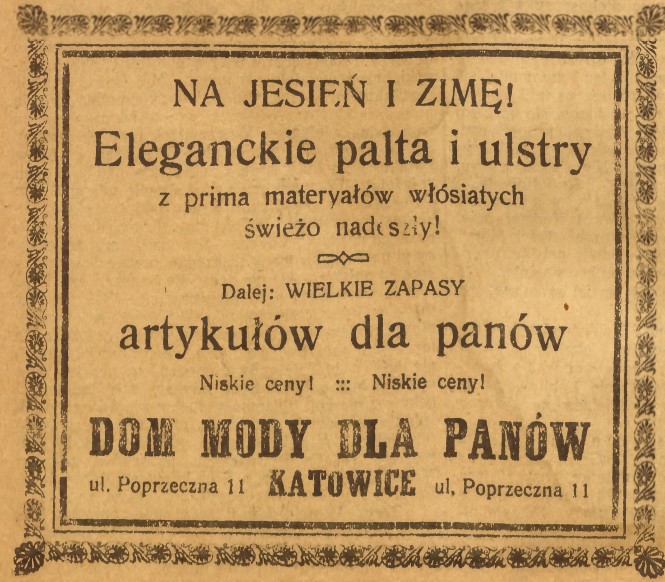 NA JESIEŃ I ZIMĘ!
Eleganckie palta i ulstry
z prima materyałów włósiatych
świeżo nadeszły!
Dalej: WIELKIE ZAPASY
artykułów dla panów
Niskie ceny! ::: Niskie ceny!
DOM MODY DLA PANÓW
ul. Poprzeczna 11 KATOWICE ul, Poprzeczna 11